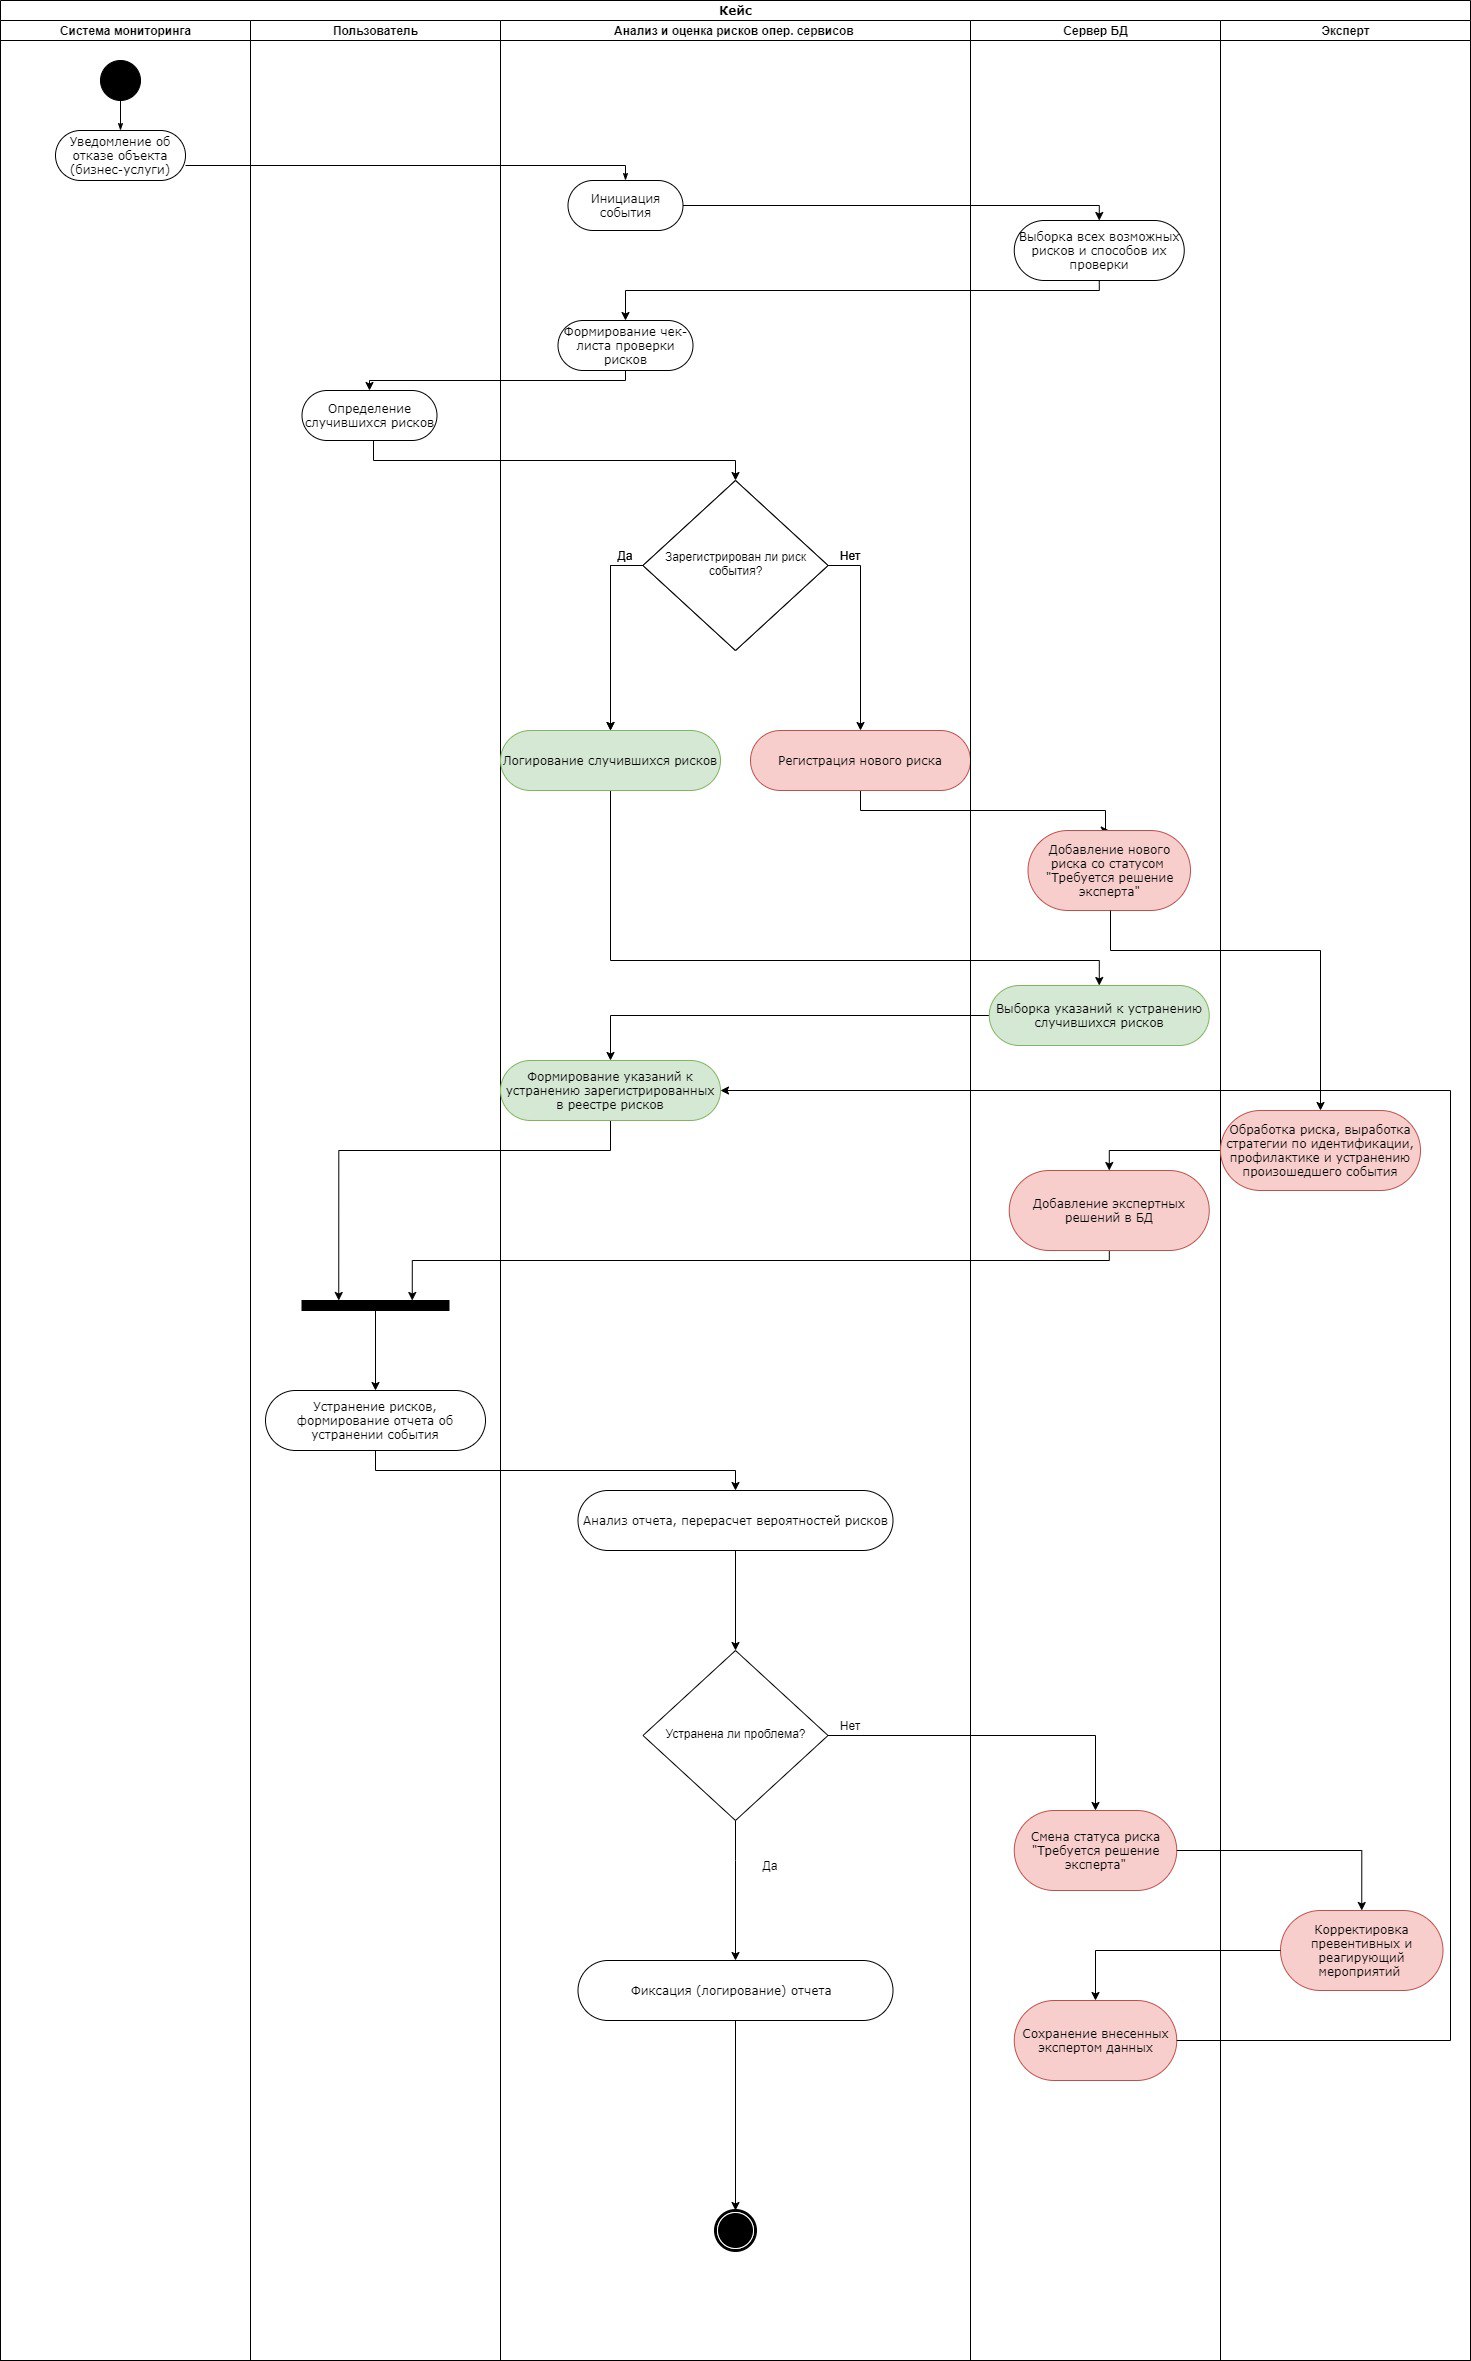 Кейс
Система мониторинга
Пользователь
Анализ и оценка рисков опер. сервисов
Сервер БД
Эксперт
Уведомление об
отказе объекта
(бизнес-услуги)
Инициация
события
Выборка всех возможных
рисков и способов их
проверки
Формирование чек-
листа проверки
рисков
Определение
случившихся рисков
Да
Зарегистрирован ли риск
события?
Нет
Логирование случившихся рисков
Регистрация нового риска
Добавление нового
риска со статусом
"Требуется решение
эксперта"
Выборка указаний к устранению
случившихся рисков
Формирование указаний к
устранению зарегистрированных
в реестре рисков
Обработка риска, выработка
стратегии по идентификации,
профилактике и устранению
произошедшего события
Добавление экспертных
решений в БД
Устранение рисков,
формирование отчета об
устранении события
Анализ отчета, перерасчет вероятностей рисков
Устранена ли проблема?
Нет
Да
Смена статуса риска
"Требуется решение
эксперта"
Корректировка
превентивных и
реагирующий
мероприятий
Фиксация (логирование) отчета
Сохранение внесенных
экспертом данных